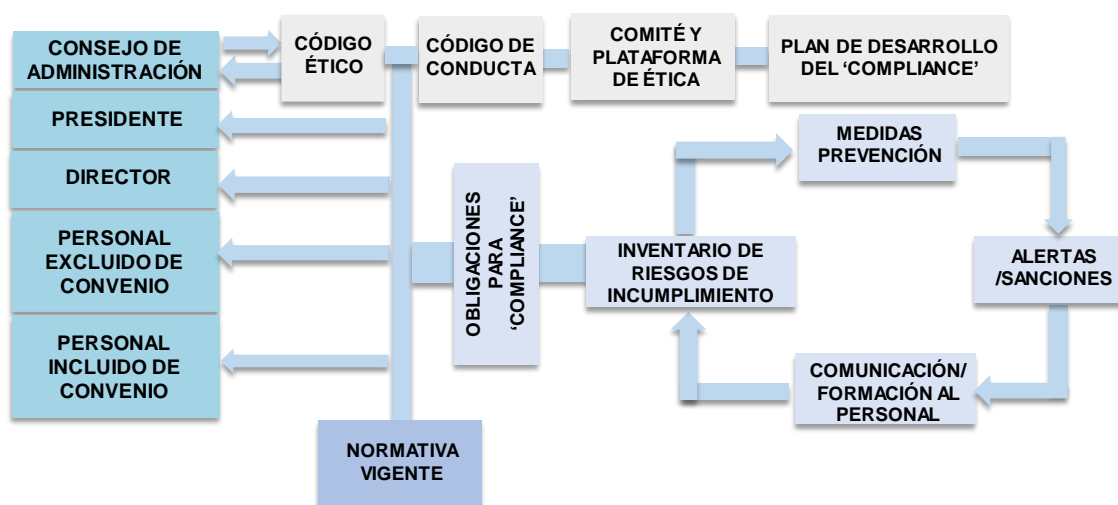 CONSEJO DE
ADMINISTRACIÓN
CÓDIGO
ÉTICO
CÓDIGO DE
CONDUCTA
COMITÉ Y
PLATAFORMA
DE ÉTICA
PLAN DE DESARROLLO
DEL ‘COMPLIANCE’
PRESIDENTE
DIRECTOR
PERSONAL
EXCLUIDO DE
CONVENIO
PERSONAL
INCLUIDO DE
CONVENIO
OBLIGACIONES
PARA
‘COMPLIANCE’
INVENTARIO DE
RIESGOS DE
INCUMPLIMIENTO
MEDIDAS
PREVENCIÓN
ALERTAS
/SANCIONES
COMUNICACIÓN/
FORMACIÓN AL
PERSONAL
NORMATIVA
VIGENTE